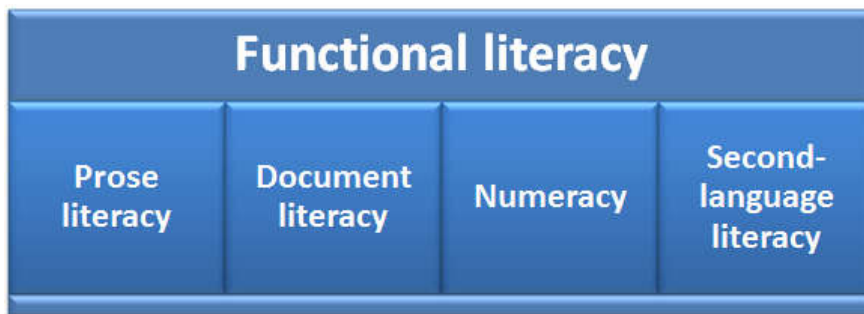 Functional literacy
Prose
literacy
Document
literacy
Numeracy
Second-
language
literacy